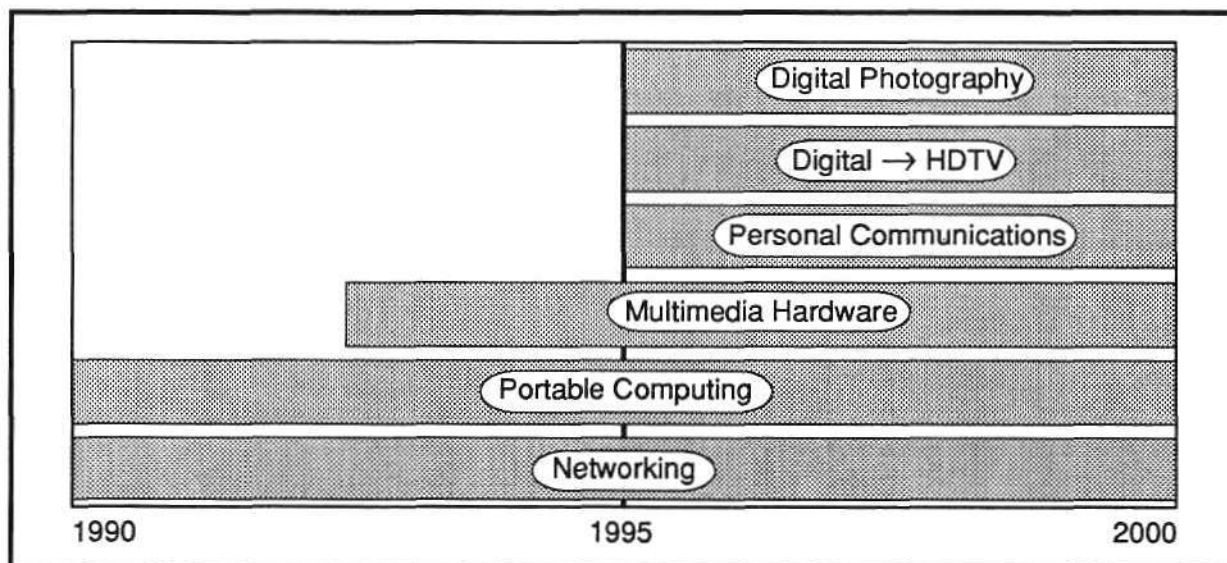 Digital Photography
Digital → HDTV
Personal Communications
Multimedia Hardware
Portable Computing
Networking
1990 1995 2000